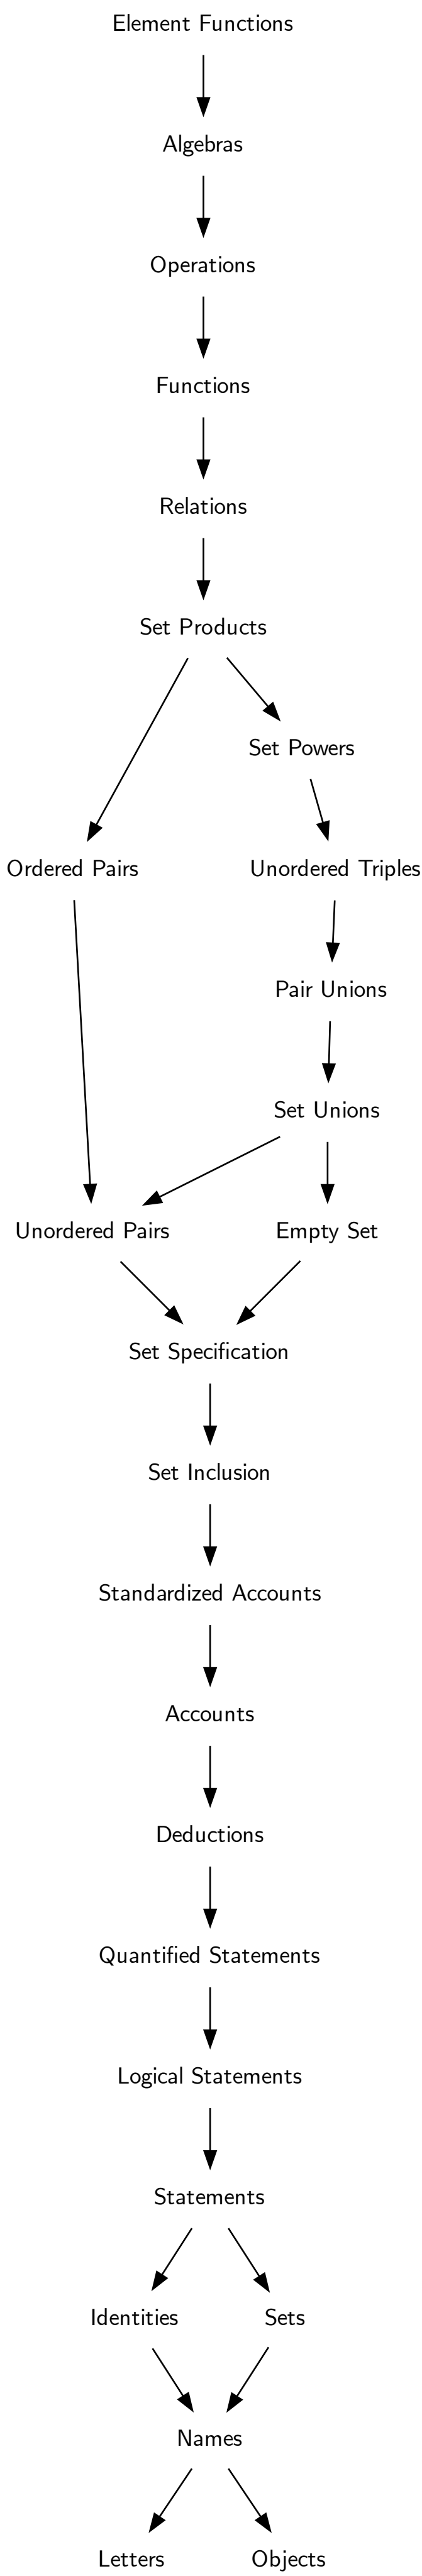 Element Functions
Algebras
Operations
Functions
Relations
Set Products
Set Powers
Ordered Pairs
Unordered Triples
Pair Unions
Set Unions
Unordered Pairs
Empty Set
Set Specification
Set Inclusion
Standardized Accounts
Accounts
Deductions
Quantified Statements
Logical Statements
Statements
Identities
Sets
Names
Letters
Objects